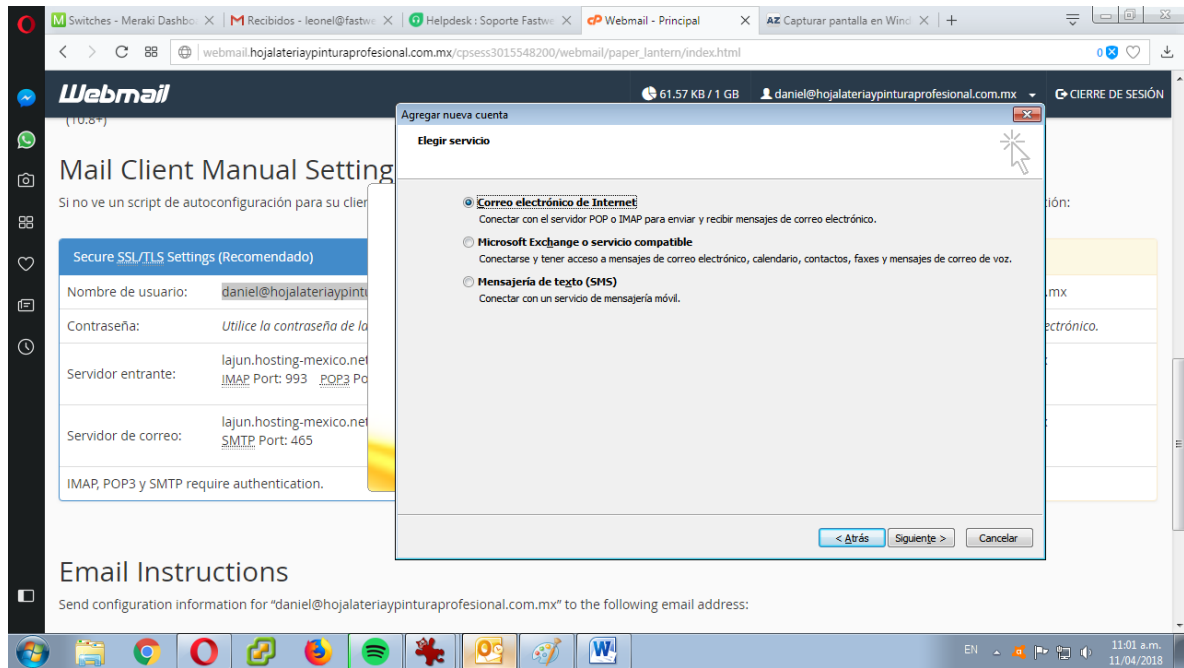 Switches - Meraki Dashbo
Recibidos - leonel@fastwe
Helpdesk : Soporte Fastwe
Webmail - Principal
Capturar pantalla en Wind
webmail.hojalateriaypinturaprofesional.com.mx/cpsess3015548200/webmail/paper_lantern/index.html
0
Webmail
61.57 KB / 1 GB
daniel@hojalateriaypinturaprofesional.com.mx
CIERRE DE SESIÓN
(10.8+)
Mail Client Manual Setting
Si no ve un script de autoconfiguración para su clien
ión:
Secure SSL/TLS Settings (Recomendado)
Nombre de usuario: daniel@hojalateriaypintu
.mx
Contraseña: Utilice la contraseña de la
ectrónico.
Servidor entrante: lajun.hosting-mexico.net
IMAP Port: 993 POP3 Po
Servidor de correo: lajun.hosting-mexico.net
SMTP Port: 465
IMAP, POP3 y SMTP require authentication.
Email Instructions
Send configuration information for “daniel@hojalateriaypinturaprofesional.com.mx” to the following email address:
Agregar nueva cuenta
Elegir servicio
Correo electrónico de Internet
Conectar con el servidor POP o IMAP para enviar y recibir mensajes de correo electrónico.
Microsoft Exchange o servicio compatible
Conectarse y tener acceso a mensajes de correo electrónico, calendario, contactos, faxes y mensajes de correo de voz.
Mensajería de texto (SMS)
Conectar con un servicio de mensajería móvil.
< Atrás
Siguiente >
Cancelar
EN
11:01 a.m.
11/04/2018